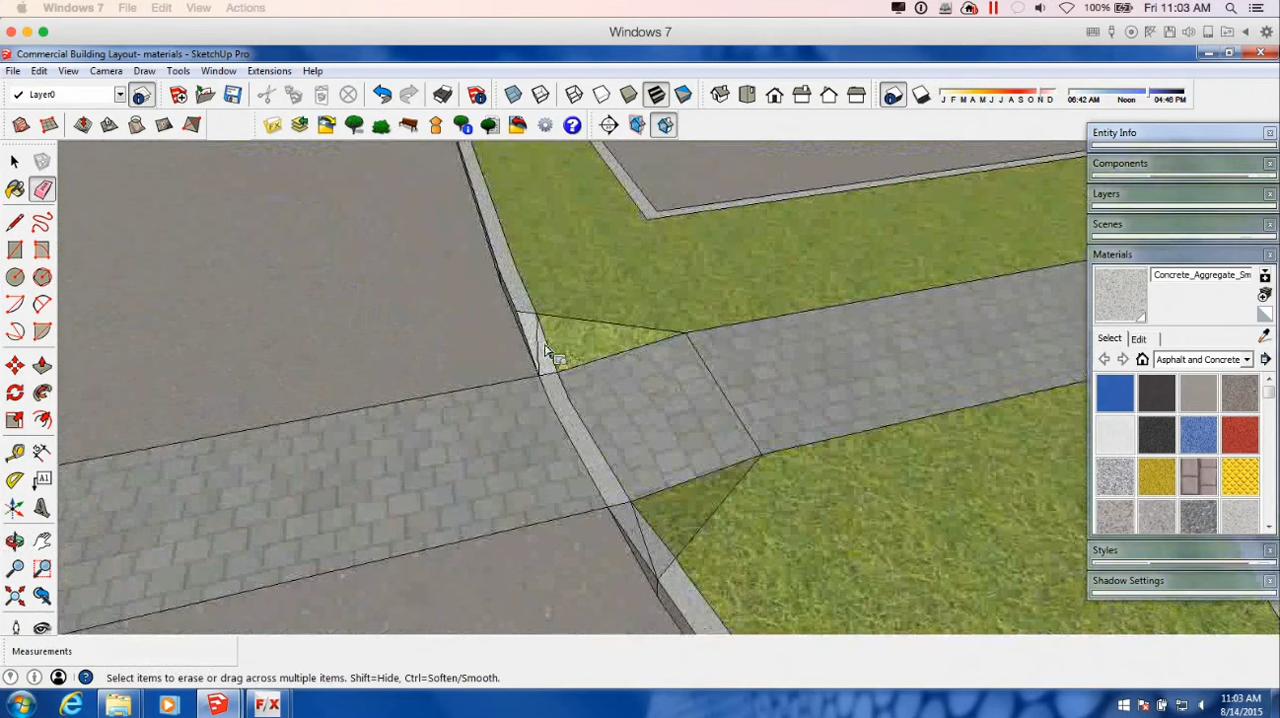 Windows 7 File Edit View Actions 100% Fri 11:03 AM
Windows 7
Commercial Building Layout- materials - SketchUp Pro
File Edit View Camera Draw Tools Window Extensions Help
Layer0
J F M A M J J A S O N D 06:42 AM Noon 04:46 PM
Entity Info
Components
Layers
Scenes
Materials
Concrete_Aggregate_Sm
Select Edit
Asphalt and Concrete
A1
Styles
Shadow Settings
Measurements
Select items to erase or drag across multiple items. Shift=Hide, Ctrl=Soften/Smooth.
F/X
11:03 AM
8/14/2015